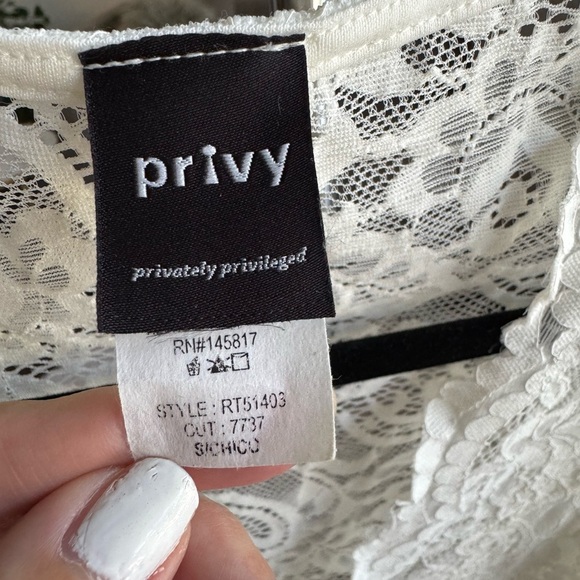 privy
privately privileged
RN#145817
STYLE : RT51403
CUT : 7737
S/CHICO